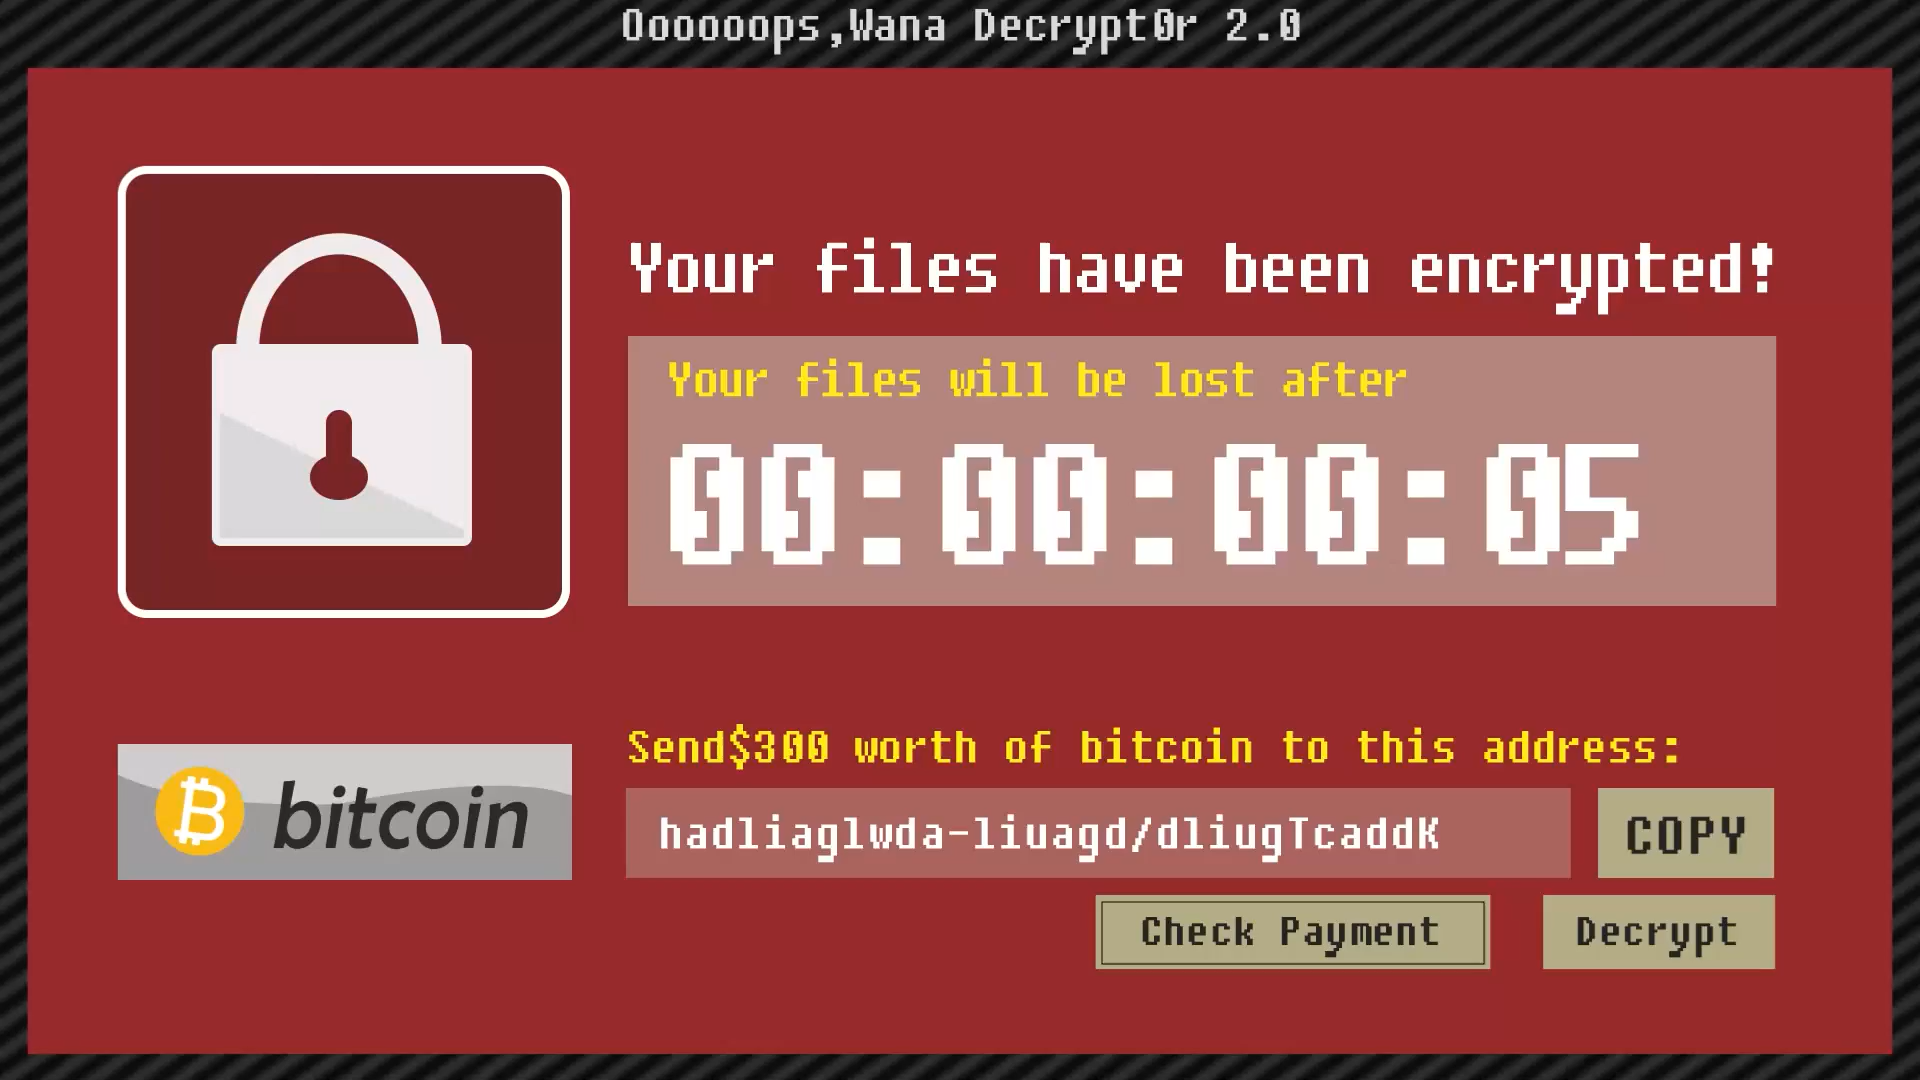 Oooooops,Wana Decrypt0r 2.0
Your files have been encrypted!
Your files will be lost after
00:00:00:05
Send$300 worth of bitcoin to this address:
bitcoin
hadliaglwda-liuagd/dliugTcaddK
COPY
Check Payment
Decrypt